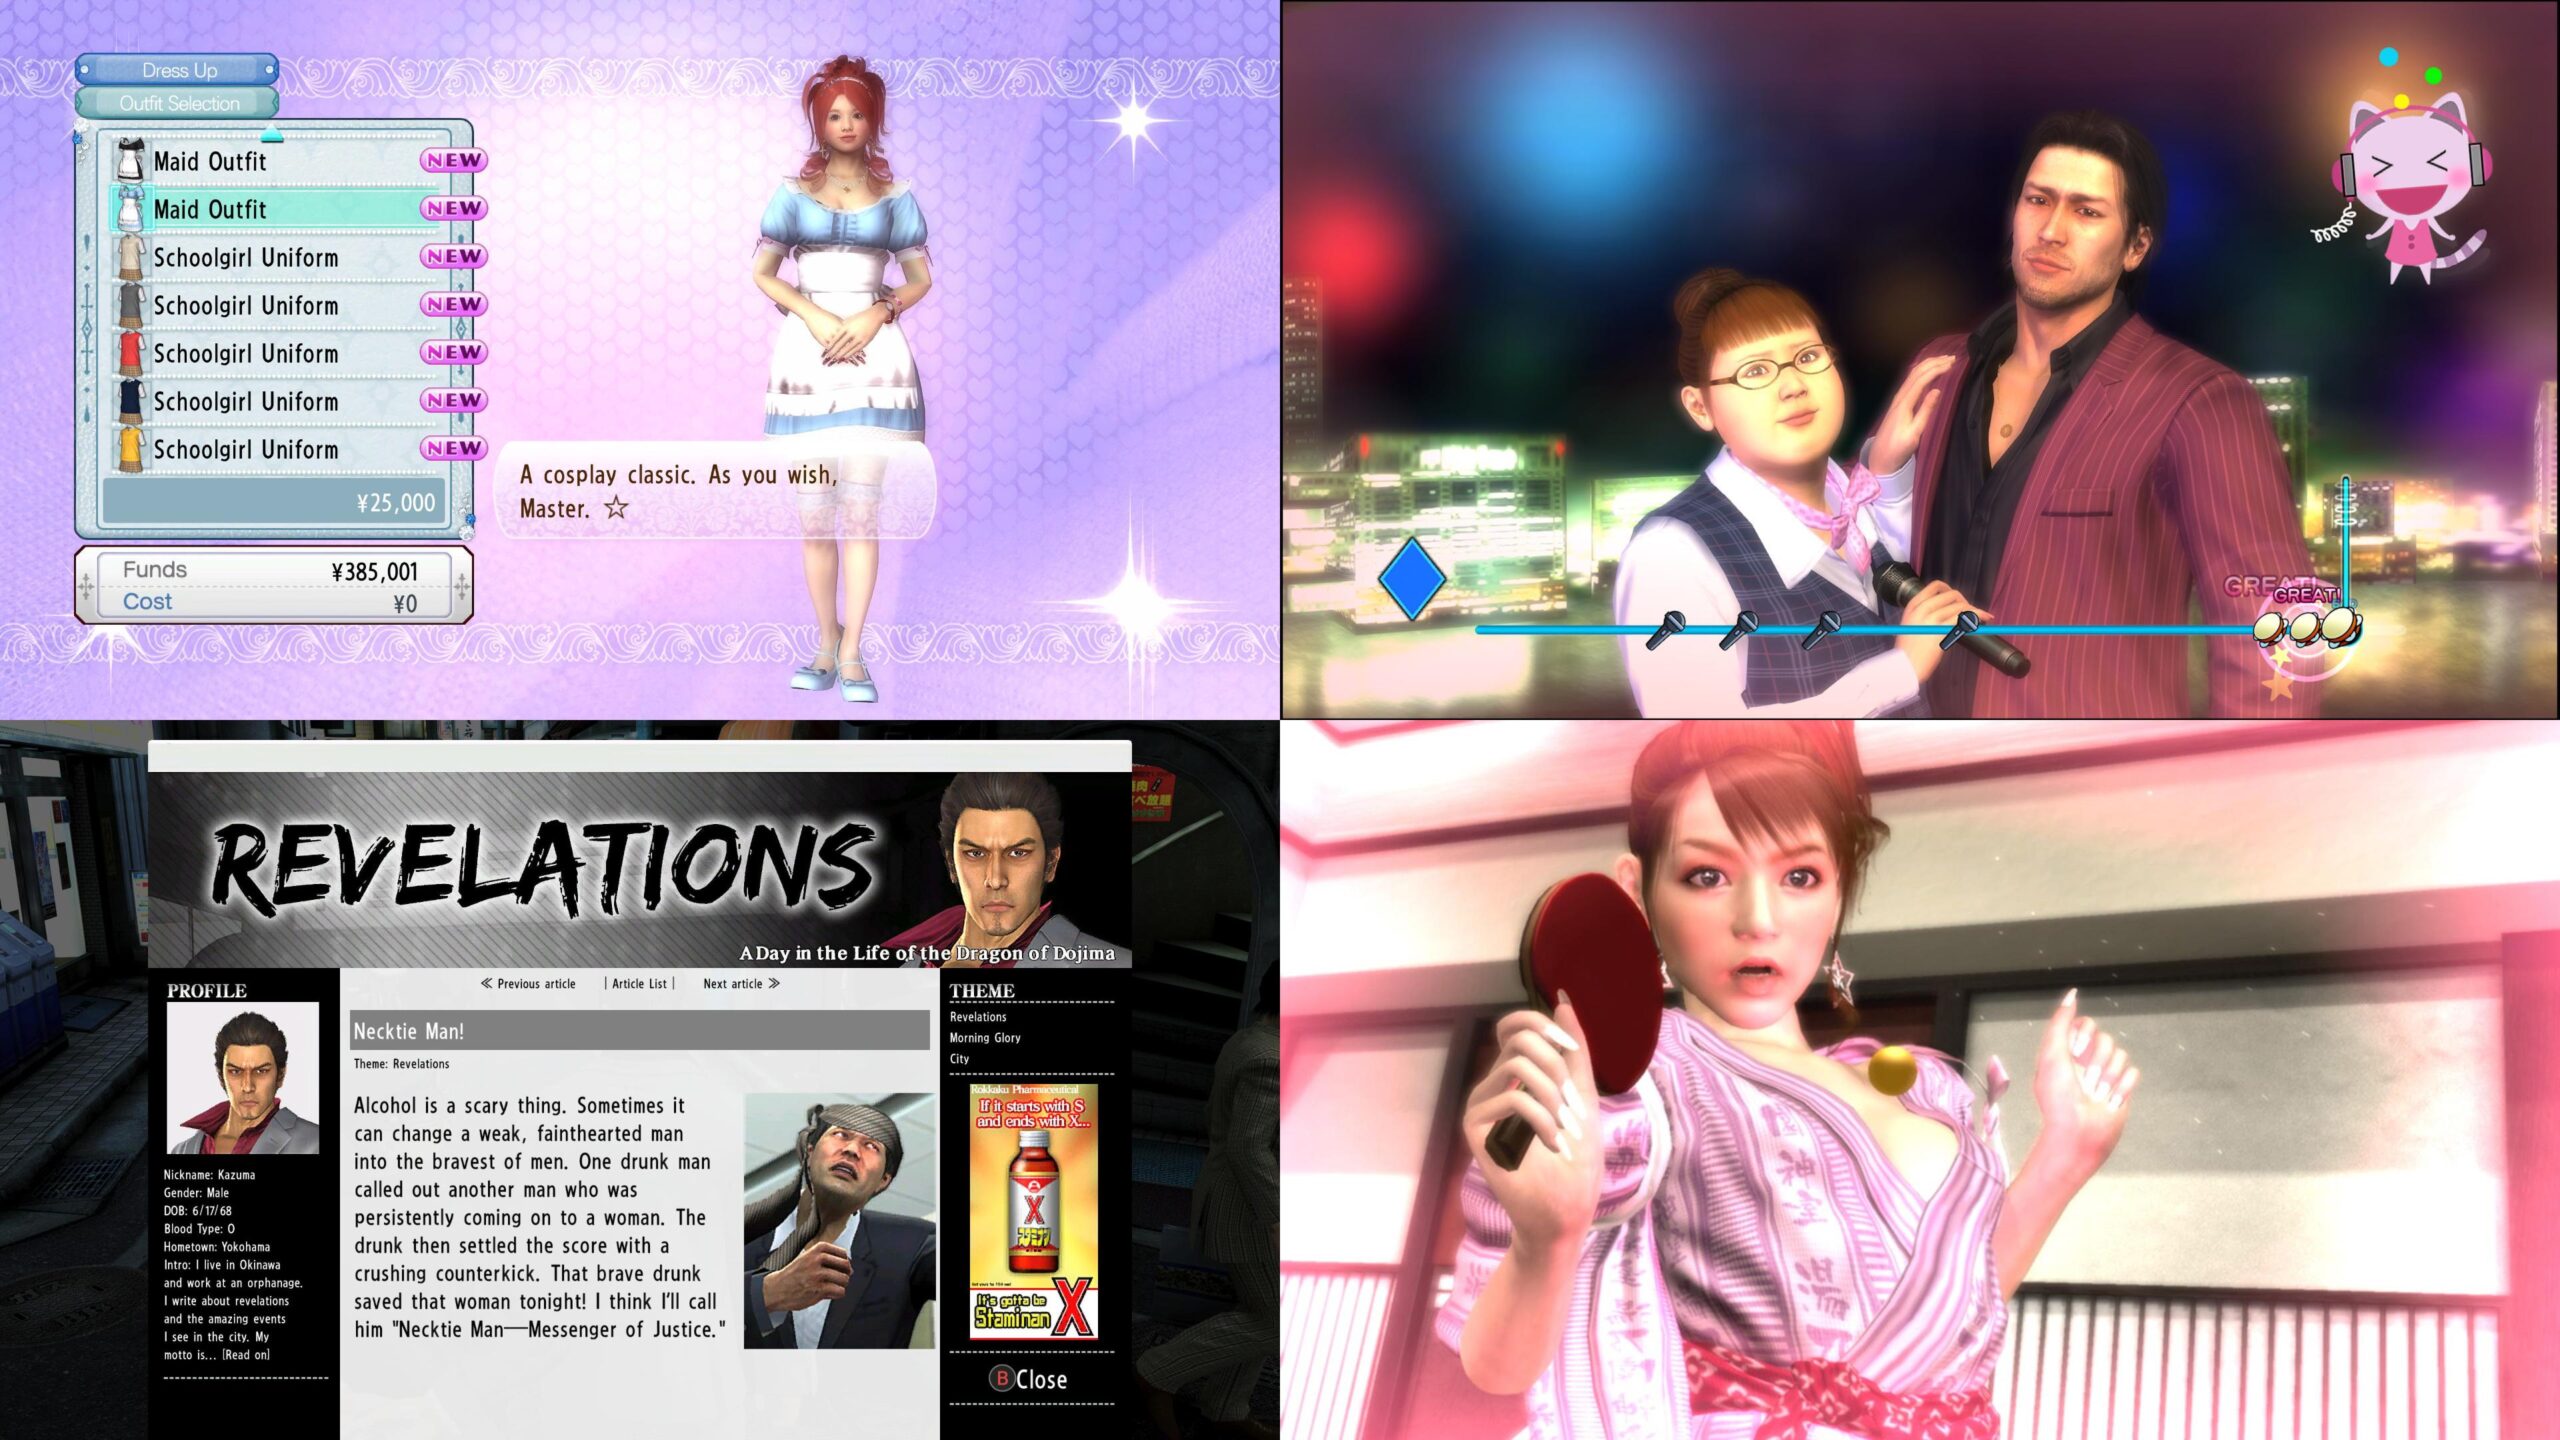 Dress Up
Outfit Selection
Maid Outfit NEW
Maid Outfit NEW
Schoolgirl Uniform NEW
Schoolgirl Uniform NEW
Schoolgirl Uniform NEW
Schoolgirl Uniform NEW
Schoolgirl Uniform NEW
¥25,000
Funds ¥385,001
Cost ¥0
A cosplay classic. As you wish,
Master. ☆
GREAT!
GREAT!
REVELATIONS
A Day in the Life of the Dragon of Dojima
PROFILE
Nickname: Kazuma
Gender: Male
DOB: 6/17/68
Blood Type: O
Hometown: Yokohama
Intro: I live in Okinawa
and work at an orphanage.
I write about revelations
and the amazing events
I see in the city. My
motto is... [Read on]
≪ Previous article | Article List | Next article ≫
Necktie Man!
Theme: Revelations
Alcohol is a scary thing. Sometimes it
can change a weak, fainthearted man
into the bravest of men. One drunk man
called out another man who was
persistently coming on to a woman. The
drunk then settled the score with a
crushing counterkick. That brave drunk
saved that woman tonight! I think I'll call
him "Necktie Man—Messenger of Justice."
THEME
Revelations
Morning Glory
City
Rokkaku Pharmaceutical
If it starts with S
and ends with X...
X
スタミナン
It's gotta be
Staminan X
B Close